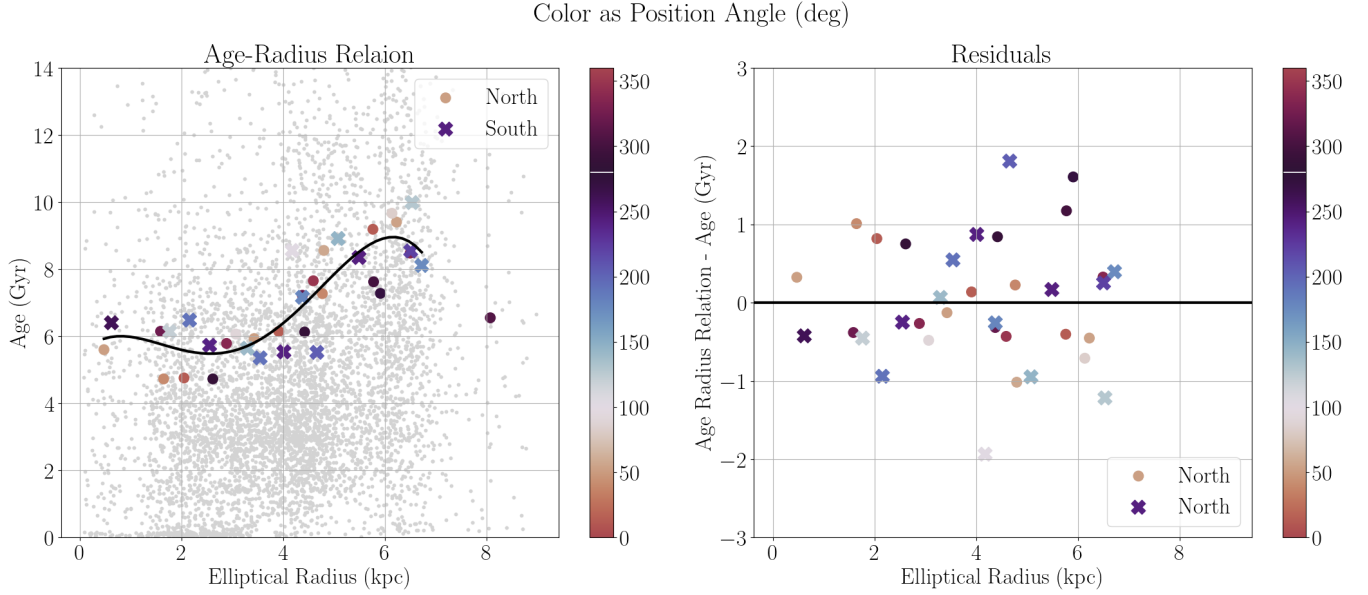 Color as Position Angle (deg)
Age-Radius Relaion
North
South
Age (Gyr)
0
2
4
6
8
10
12
14
0 2 4 6 8
Elliptical Radius (kpc)
0
50
100
150
200
250
300
350
Residuals
North
North
Age Radius Relation - Age (Gyr)
−3
−2
−1
0
1
2
3
0 2 4 6 8
Elliptical Radius (kpc)
0
50
100
150
200
250
300
350